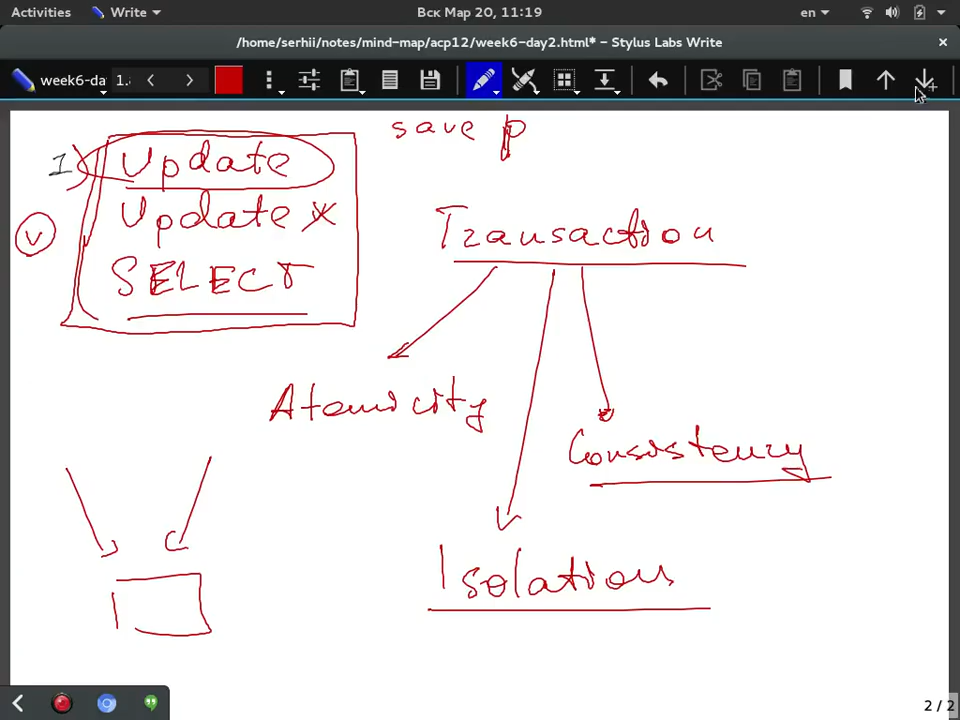 Activities
Write
Вск Мар 20, 11:19
en
/home/serhii/notes/mind-map/acp12/week6-day2.html* – Stylus Labs Write
week6-da
1.
save p
1) Update
Update x
v
SELECT
Transaction
Atomicity
Consistency
Isolation
2 / 2